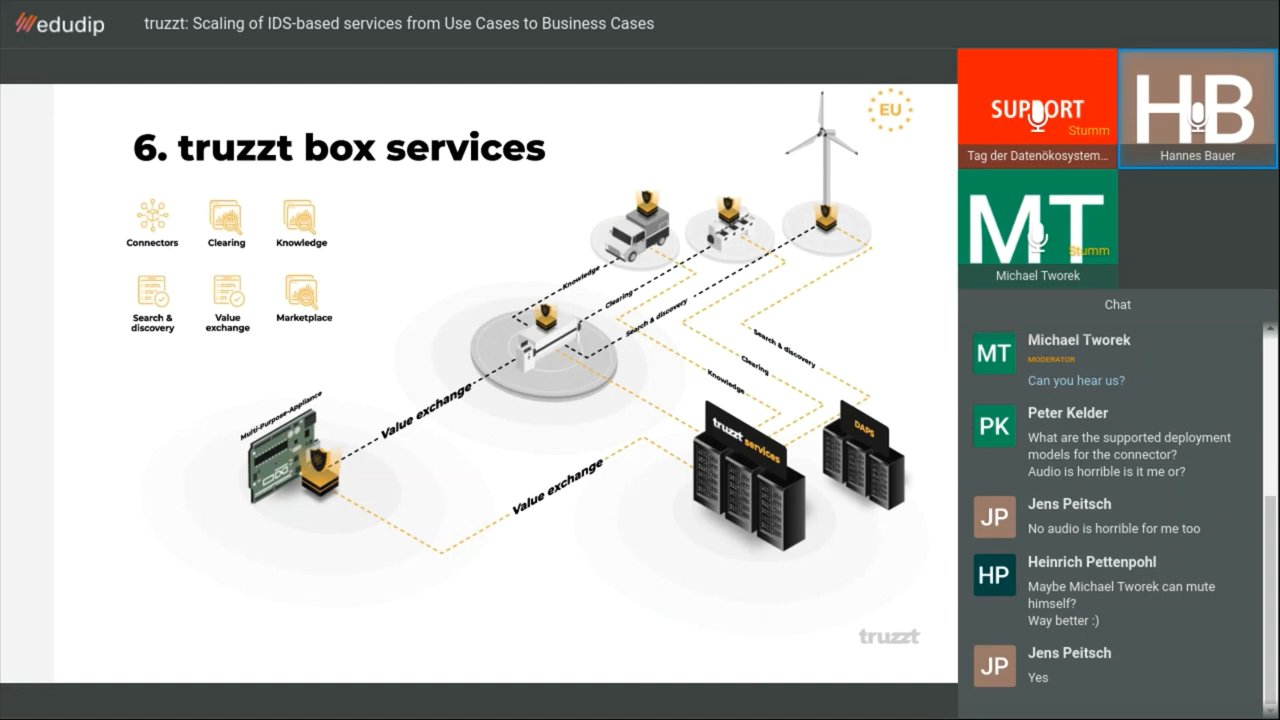 edudip
truzzt: Scaling of IDS-based services from Use Cases to Business Cases
6. truzzt box services
EU
Connectors
Clearing
Knowledge
Search &
discovery
Value
exchange
Marketplace
Knowledge
Clearing
Search & discovery
Search & discovery
Clearing
Knowledge
Value exchange
Multi-Purpose-Appliance
Value exchange
truzzt services
DAPS
truzzt
SUPPORT
Stumm
Tag der Datenökosystem...
HB
Hannes Bauer
MT
Stumm
Michael Tworek
Chat
MT
Michael Tworek
MODERATOR
Can you hear us?
PK
Peter Kelder
What are the supported deployment
models for the connector?
Audio is horrible is it me or?
JP
Jens Peitsch
No audio is horrible for me too
HP
Heinrich Pettenpohl
Maybe Michael Tworek can mute
himself?
Way better :)
JP
Jens Peitsch
Yes